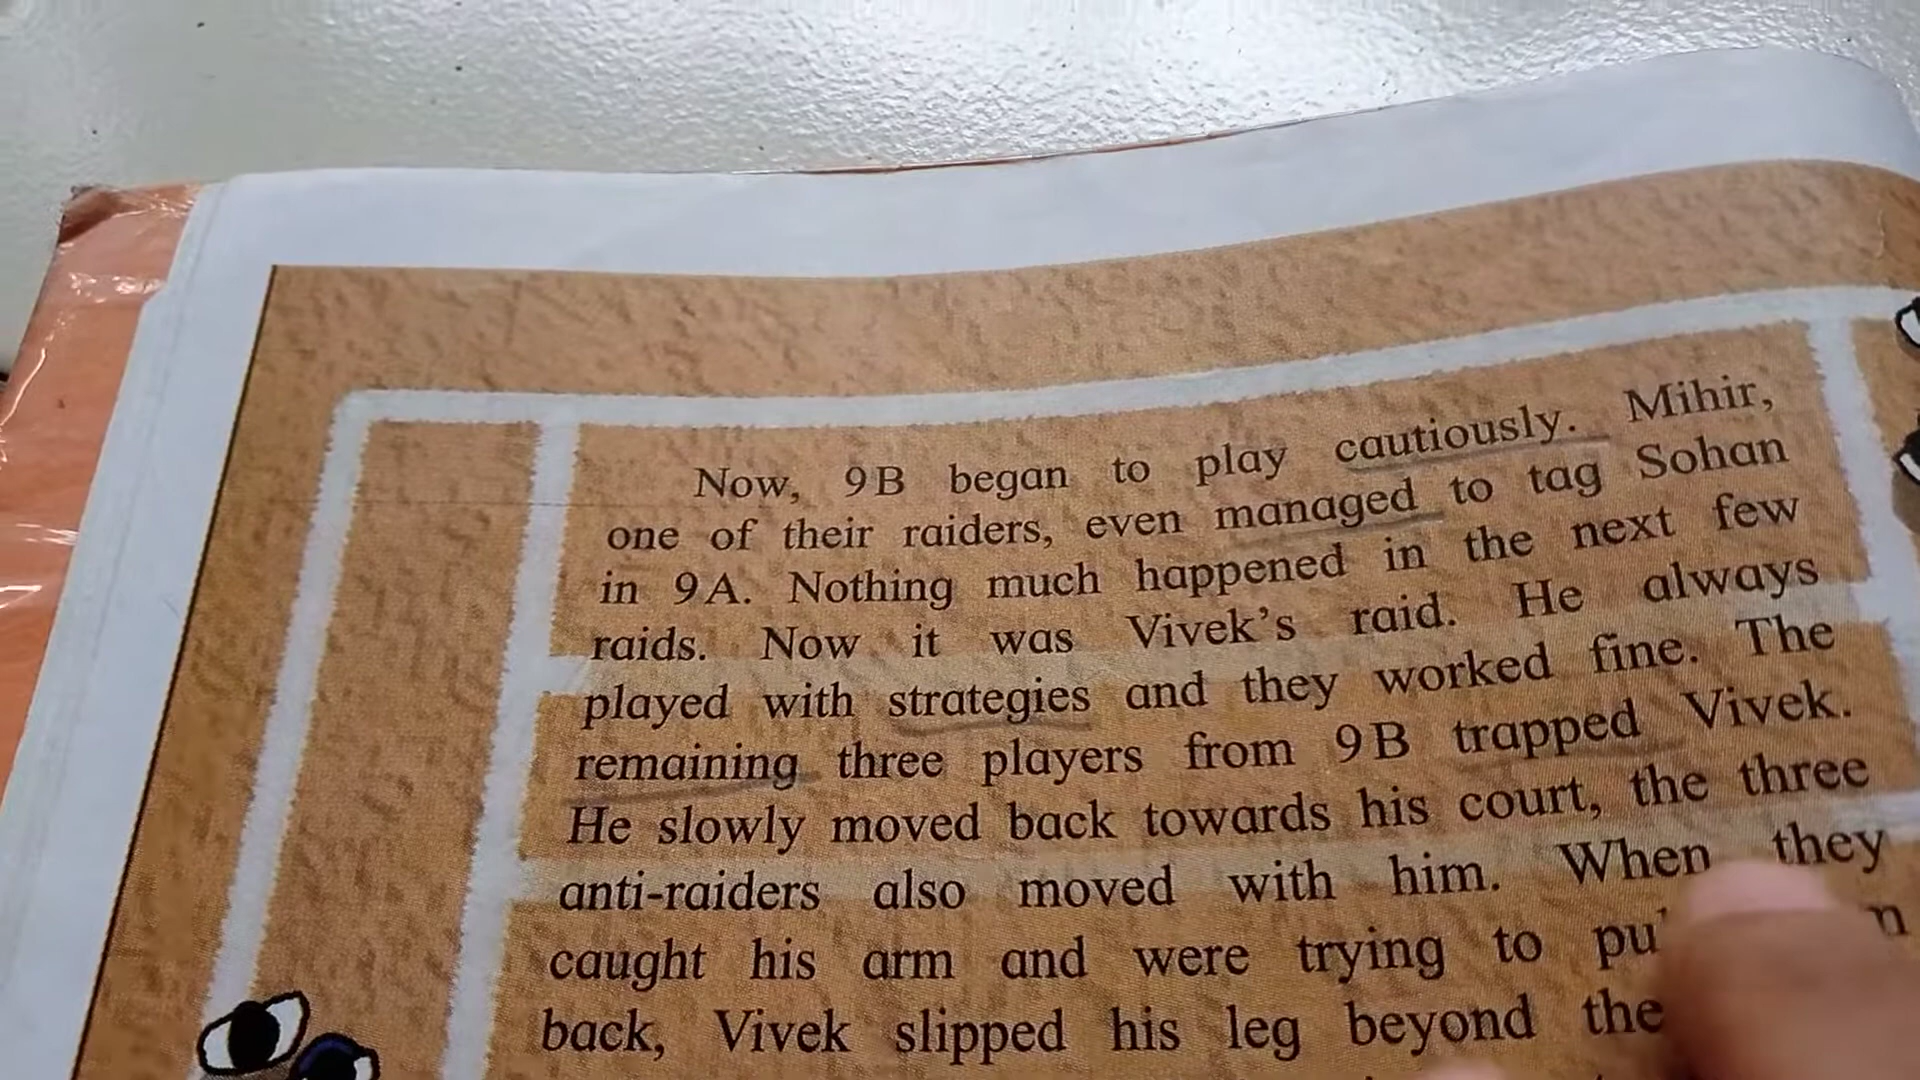 Now, 9B began to play cautiously. Mihir,
one of their raiders, even managed to tag Sohan
in 9A. Nothing much happened in the next few
raids. Now it was Vivek's raid. He always
played with strategies and they worked fine. The
remaining three players from 9B trapped Vivek.
He slowly moved back towards his court, the three
anti-raiders also moved with him. When they
caught his arm and were trying to
back, Vivek slipped his leg beyond the